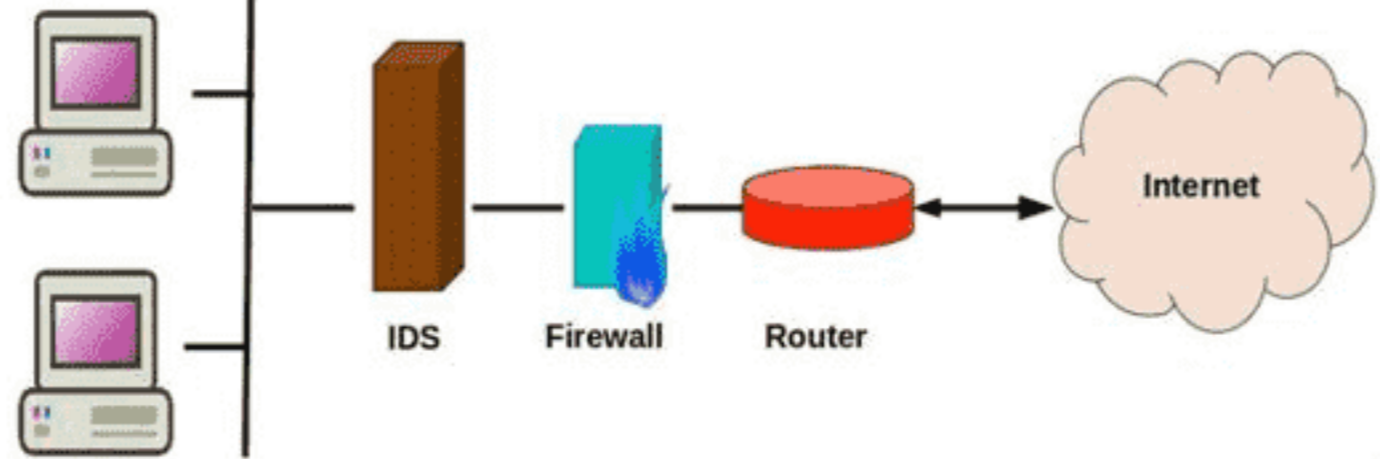 Internet
IDS
Firewall
Router